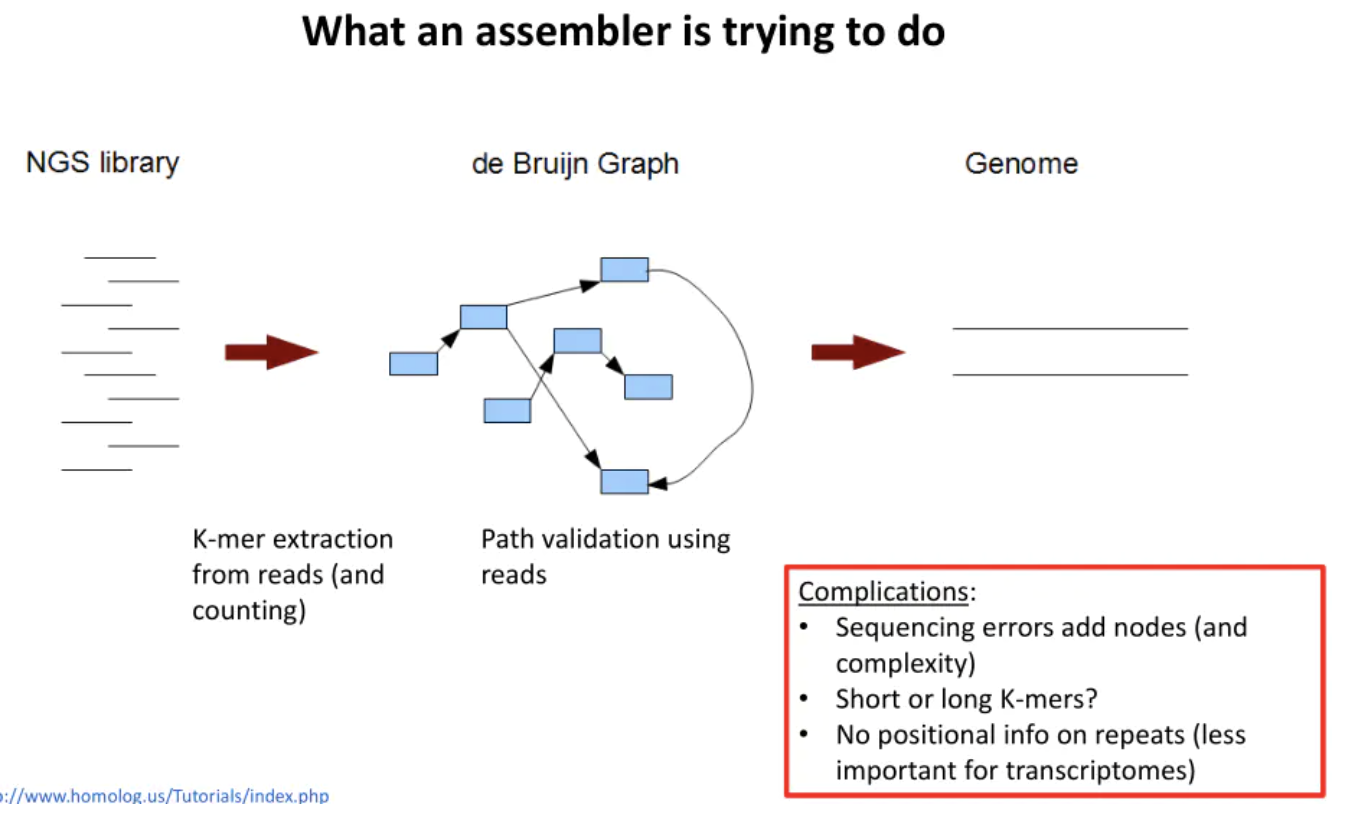 What an assembler is trying to do
NGS library
de Bruijn Graph
Genome
K-mer extraction
from reads (and
counting)
Path validation using
reads
Complications:
• Sequencing errors add nodes (and
complexity)
• Short or long K-mers?
• No positional info on repeats (less
important for transcriptomes)
p://www.homolog.us/Tutorials/index.php